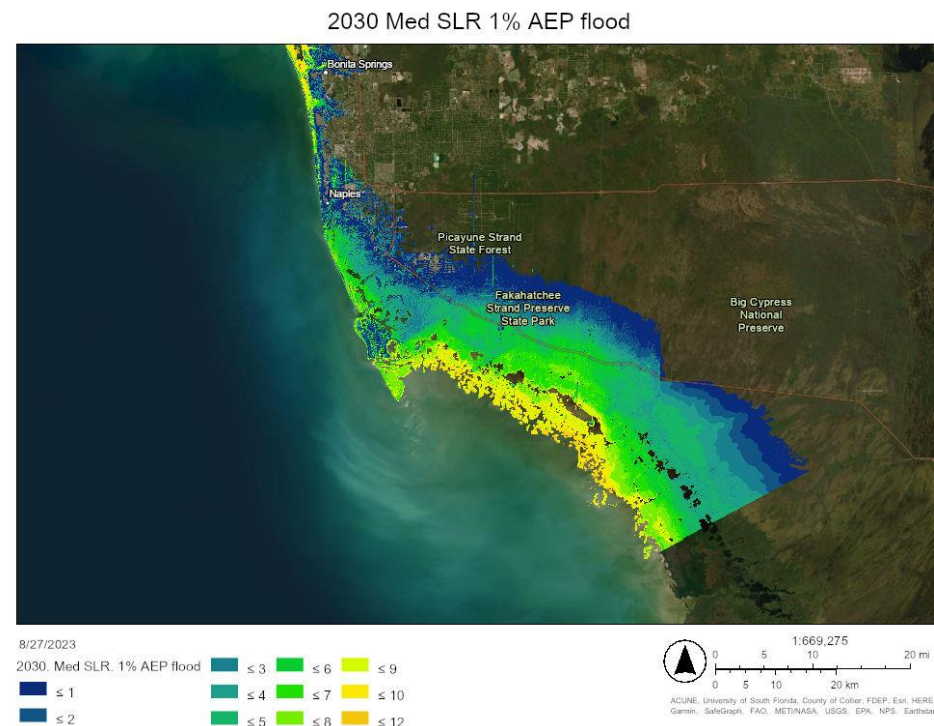 2030 Med SLR 1% AEP flood
Bonita Springs
Naples
Picayune Strand
State Forest
Fakahatchee
Strand Preserve
State Park
Big Cypress
National
Preserve
8/27/2023
2030. Med SLR. 1% AEP flood
≤ 1
≤ 2
≤ 3
≤ 4
≤ 5
≤ 6
≤ 7
≤ 8
≤ 9
≤ 10
≤ 12
1:669,275
0 5 10 20 mi
0 5 10 20 km
ACUNE, University of South Florida, County of Collier, FDEP, Esri, HERE,
Garmin, SafeGraph, FAO, METI/NASA, USGS, EPA, NPS, Earthstar